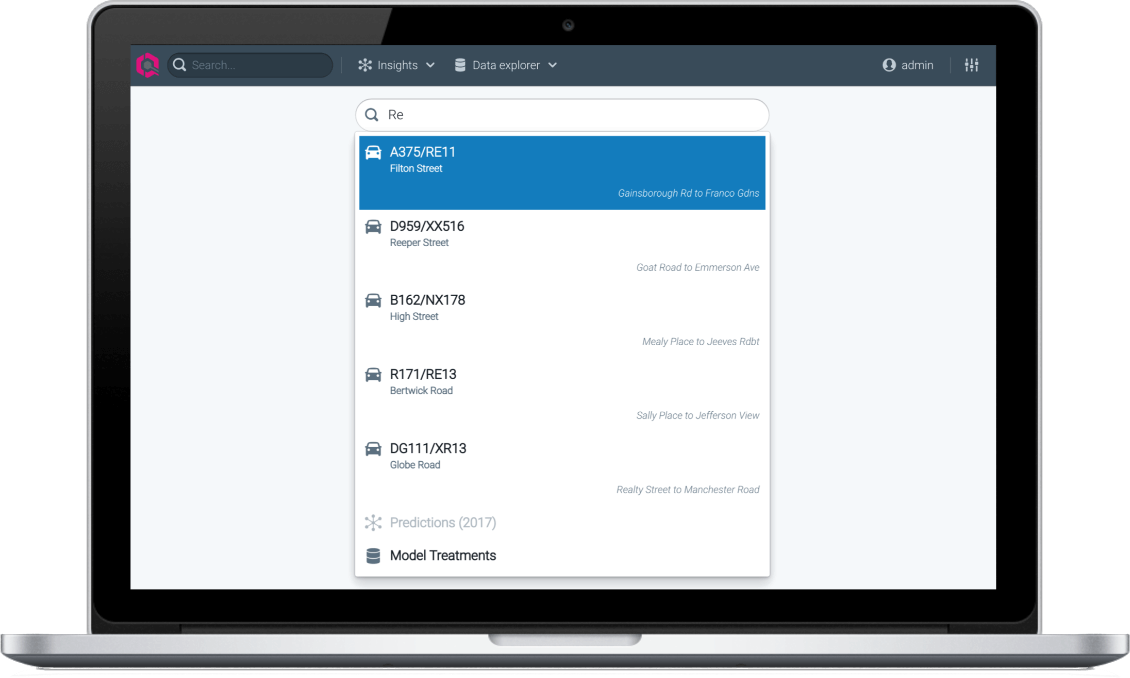 Search...
Insights
Data explorer
admin
Re
A375/RE11
Filton Street
Gainsborough Rd to Franco Gdns
D959/XX516
Reeper Street
Goat Road to Emmerson Ave
B162/NX178
High Street
Mealy Place to Jeeves Rdbt
R171/RE13
Bertwick Road
Sally Place to Jefferson View
DG111/XR13
Globe Road
Realty Street to Manchester Road
Predictions (2017)
Model Treatments